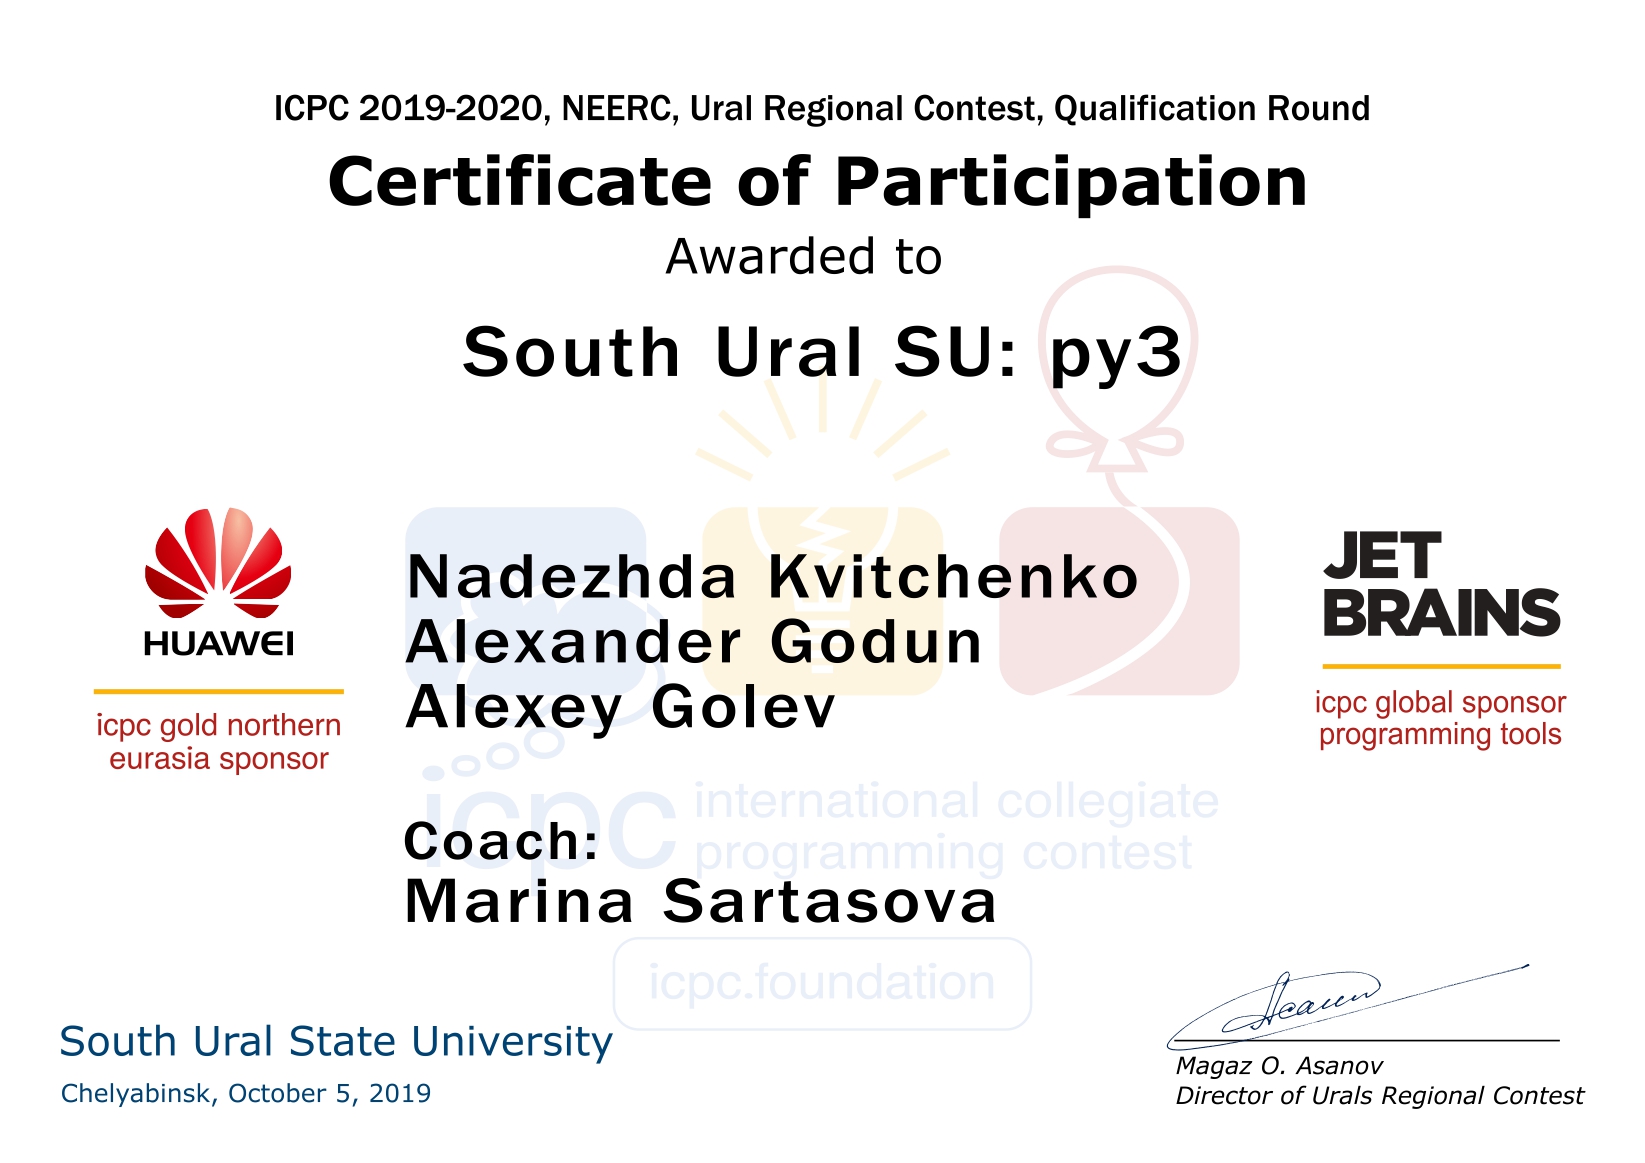 ICPC 2019-2020, NEERC, Ural Regional Contest, Qualification Round
Certificate of Participation
Awarded to
South Ural SU: py3
HUAWEI
icpc gold northern
eurasia sponsor
Nadezhda Kvitchenko
Alexander Godun
Alexey Golev
JET
BRAINS
icpc global sponsor
programming tools
icpc
international collegiate
programming contest
Coach:
Marina Sartasova
icpc.foundation
South Ural State University
Chelyabinsk, October 5, 2019
Magaz O. Asanov
Director of Urals Regional Contest